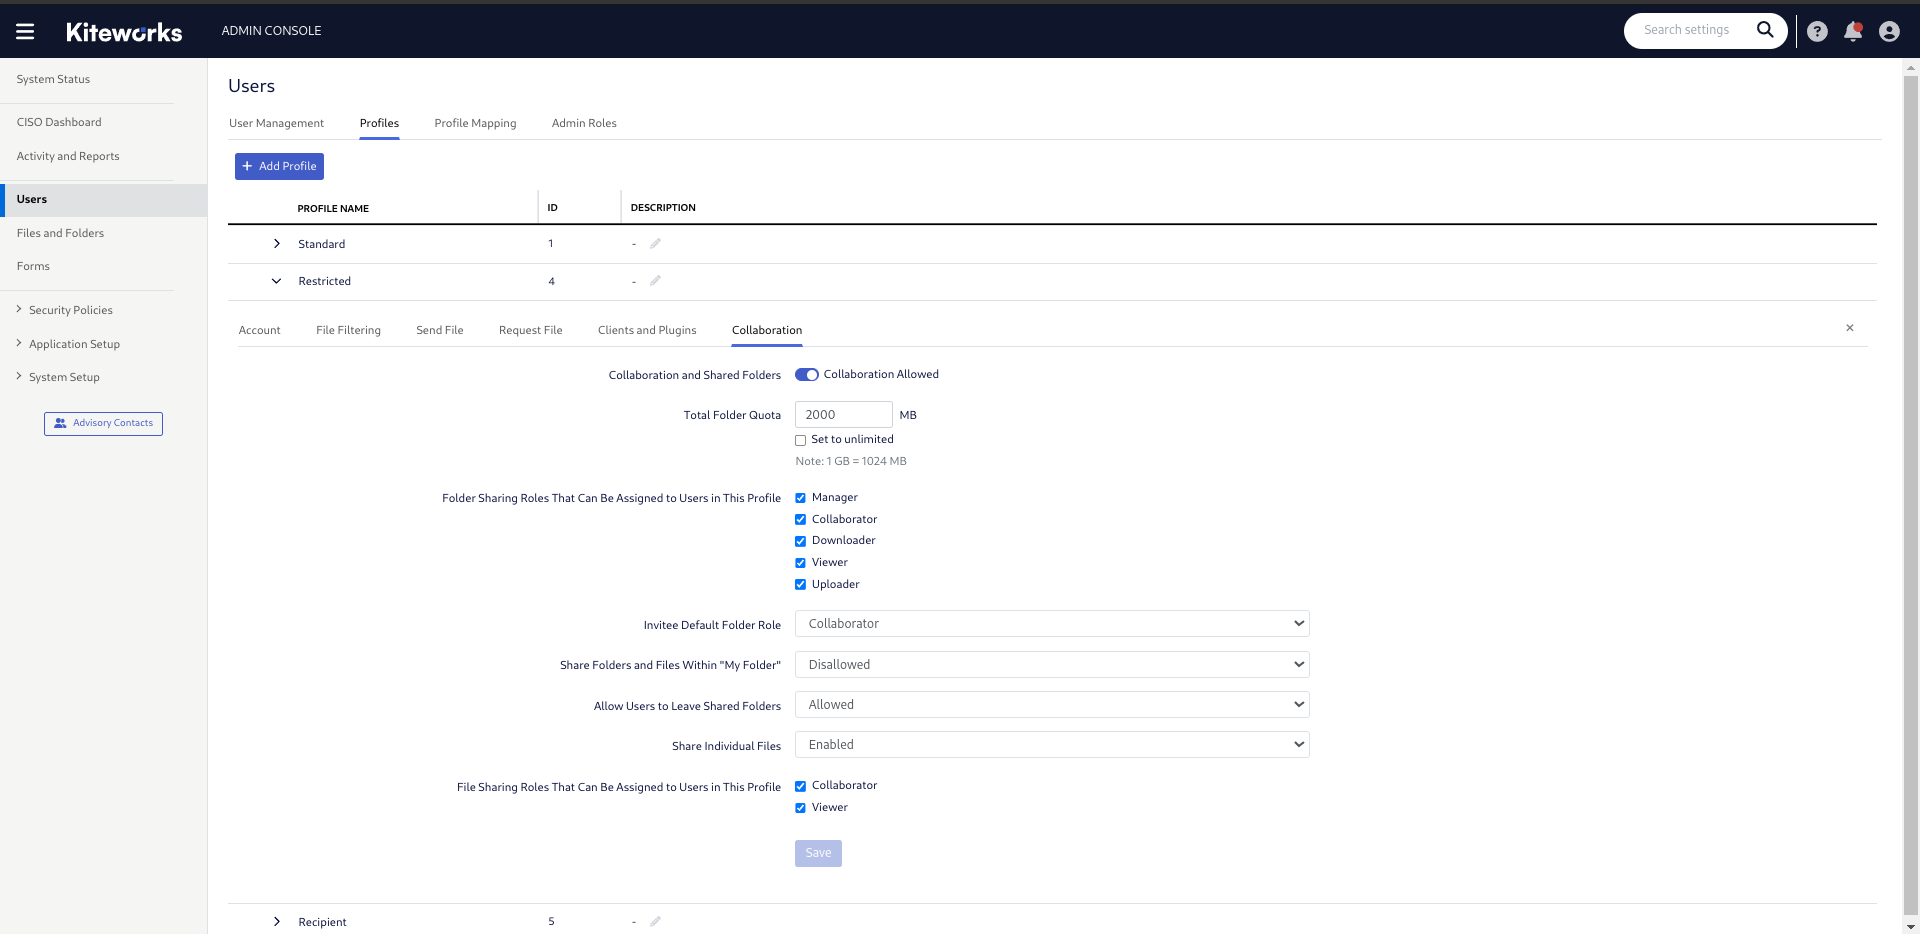 Kiteworks
ADMIN CONSOLE
Search settings
System Status
CISO Dashboard
Activity and Reports
Users
Files and Folders
Forms
Security Policies
Application Setup
System Setup
Advisory Contacts
Users
User Management Profiles Profile Mapping Admin Roles
+ Add Profile
PROFILE NAME ID DESCRIPTION
Standard 1 -
Restricted 4 -
Account File Filtering Send File Request File Clients and Plugins Collaboration
Collaboration and Shared Folders Collaboration Allowed
Total Folder Quota 2000 MB
Set to unlimited
Note: 1 GB = 1024 MB
Folder Sharing Roles That Can Be Assigned to Users in This Profile Manager
Collaborator
Downloader
Viewer
Uploader
Invitee Default Folder Role Collaborator
Share Folders and Files Within "My Folder" Disallowed
Allow Users to Leave Shared Folders Allowed
Share Individual Files Enabled
File Sharing Roles That Can Be Assigned to Users in This Profile Collaborator
Viewer
Save
Recipient 5 -